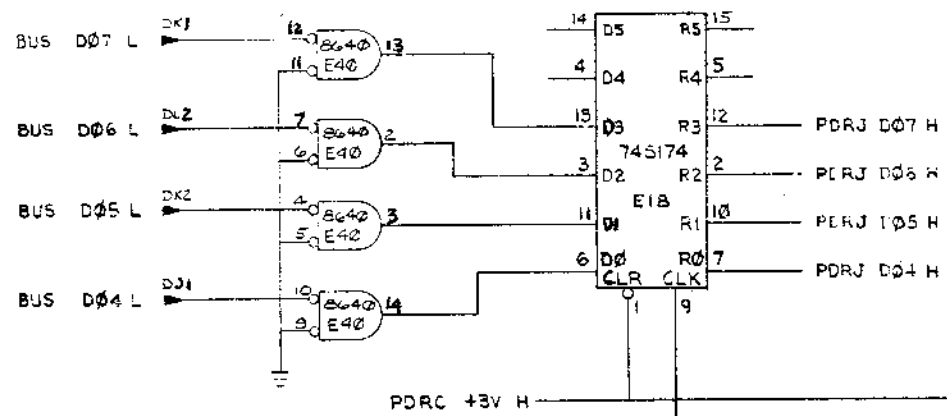 DK1
BUS DØ7 L
12
11
8640
E40
13
DL2
BUS DØ6 L
7
6
8640
E4Ø
2
DK2
BUS DØ5 L
4
5
8640
E4Ø
3
DJ1
BUS DØ4 L
10
9
8640
E4Ø
14
14 D5 R5 15
4 D4 R4 5
13 D3 R3 12 PDRJ DØ7 H
74S174
3 D2 R2 2 PDRJ DØ6 H
E18
11 D1 R1 10 PDRJ DØ5 H
6 DØ RØ 7 PDRJ DØ4 H
CLR CLK
1 9
PDRC +3V H